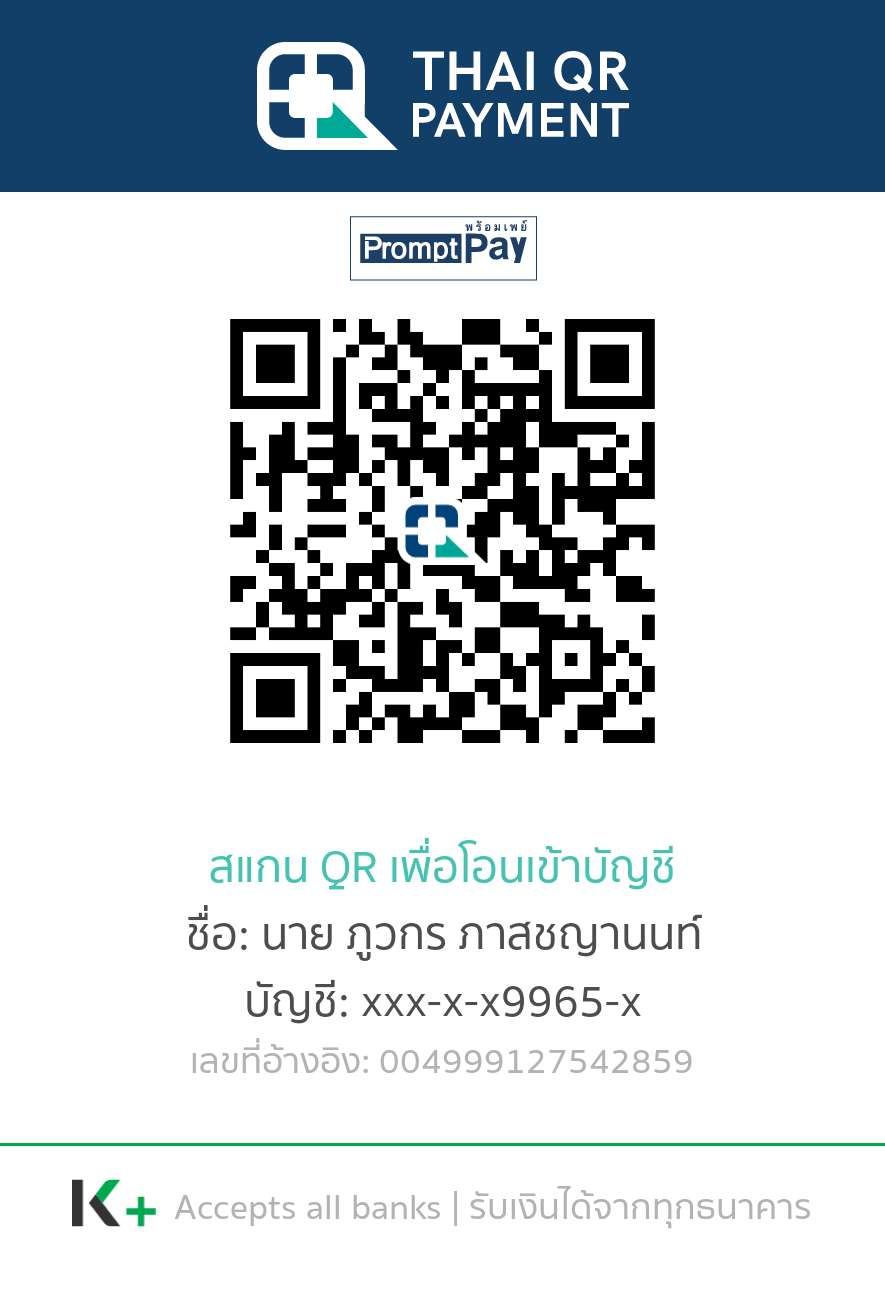 THAI QR
PAYMENT
พร้อมเพย์
PromptPay
สแกน QR เพื่อโอนเข้าบัญชี
ชื่อ: นาย ภูวกร ภาสชญานนท์
บัญชี: xxx-x-x9965-x
เลขที่อ้างอิง: 004999127542859
K+ Accepts all banks | รับเงินได้จากทุกธนาคาร